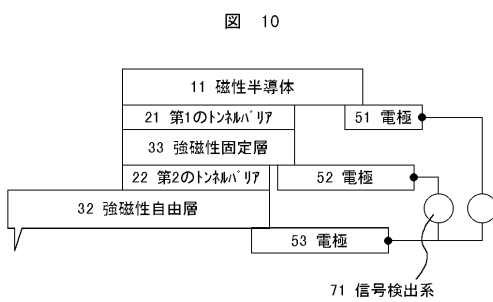 図 10
11 磁性半導体
21 第1のトンネルバリア
51 電極
33 強磁性固定層
22 第2のトンネルバリア
52 電極
32 強磁性自由層
53 電極
71 信号検出系